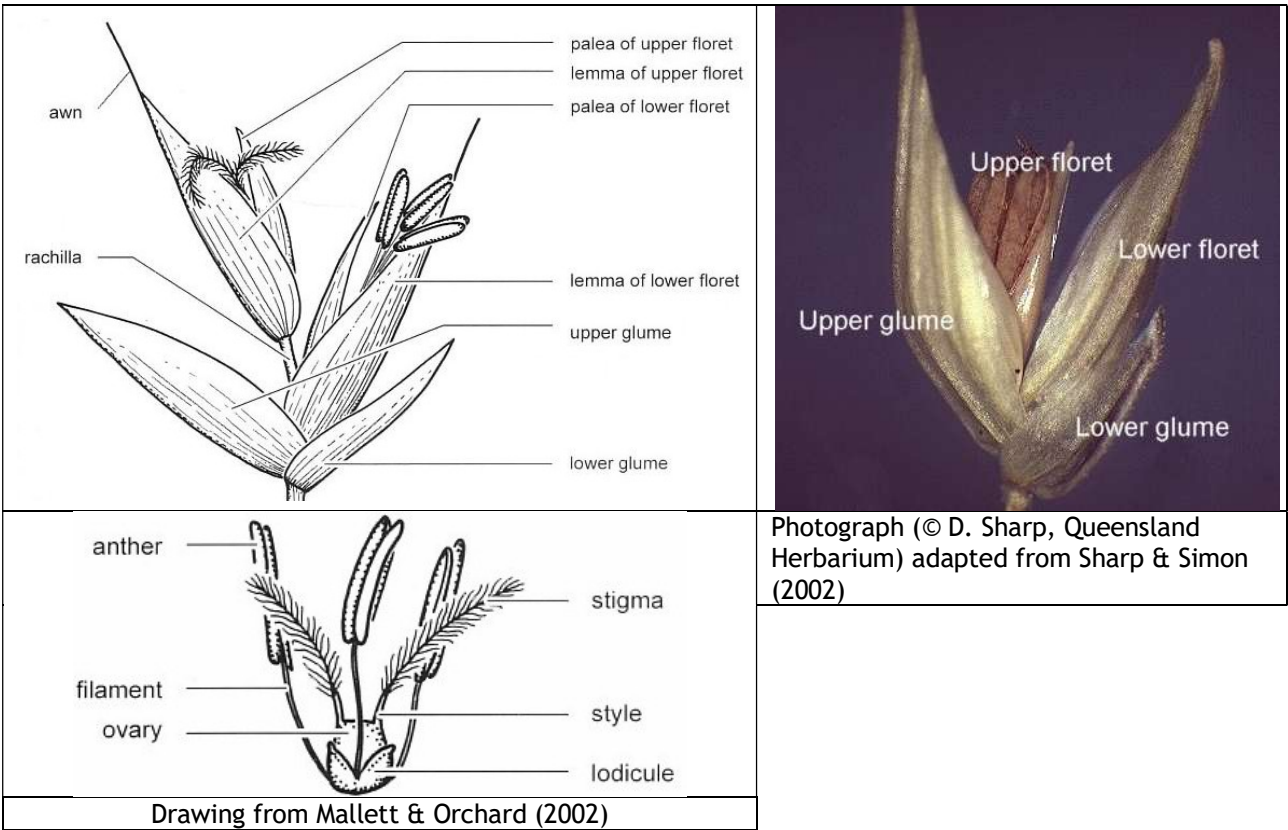 palea of upper floret
lemma of upper floret
palea of lower floret
awn
rachilla
lemma of lower floret
upper glume
lower glume
Upper floret
Lower floret
Upper glume
Lower glume
anther
stigma
filament
ovary
style
lodicule
Drawing from Mallett & Orchard (2002)
Photograph (© D. Sharp, Queensland
Herbarium) adapted from Sharp & Simon
(2002)